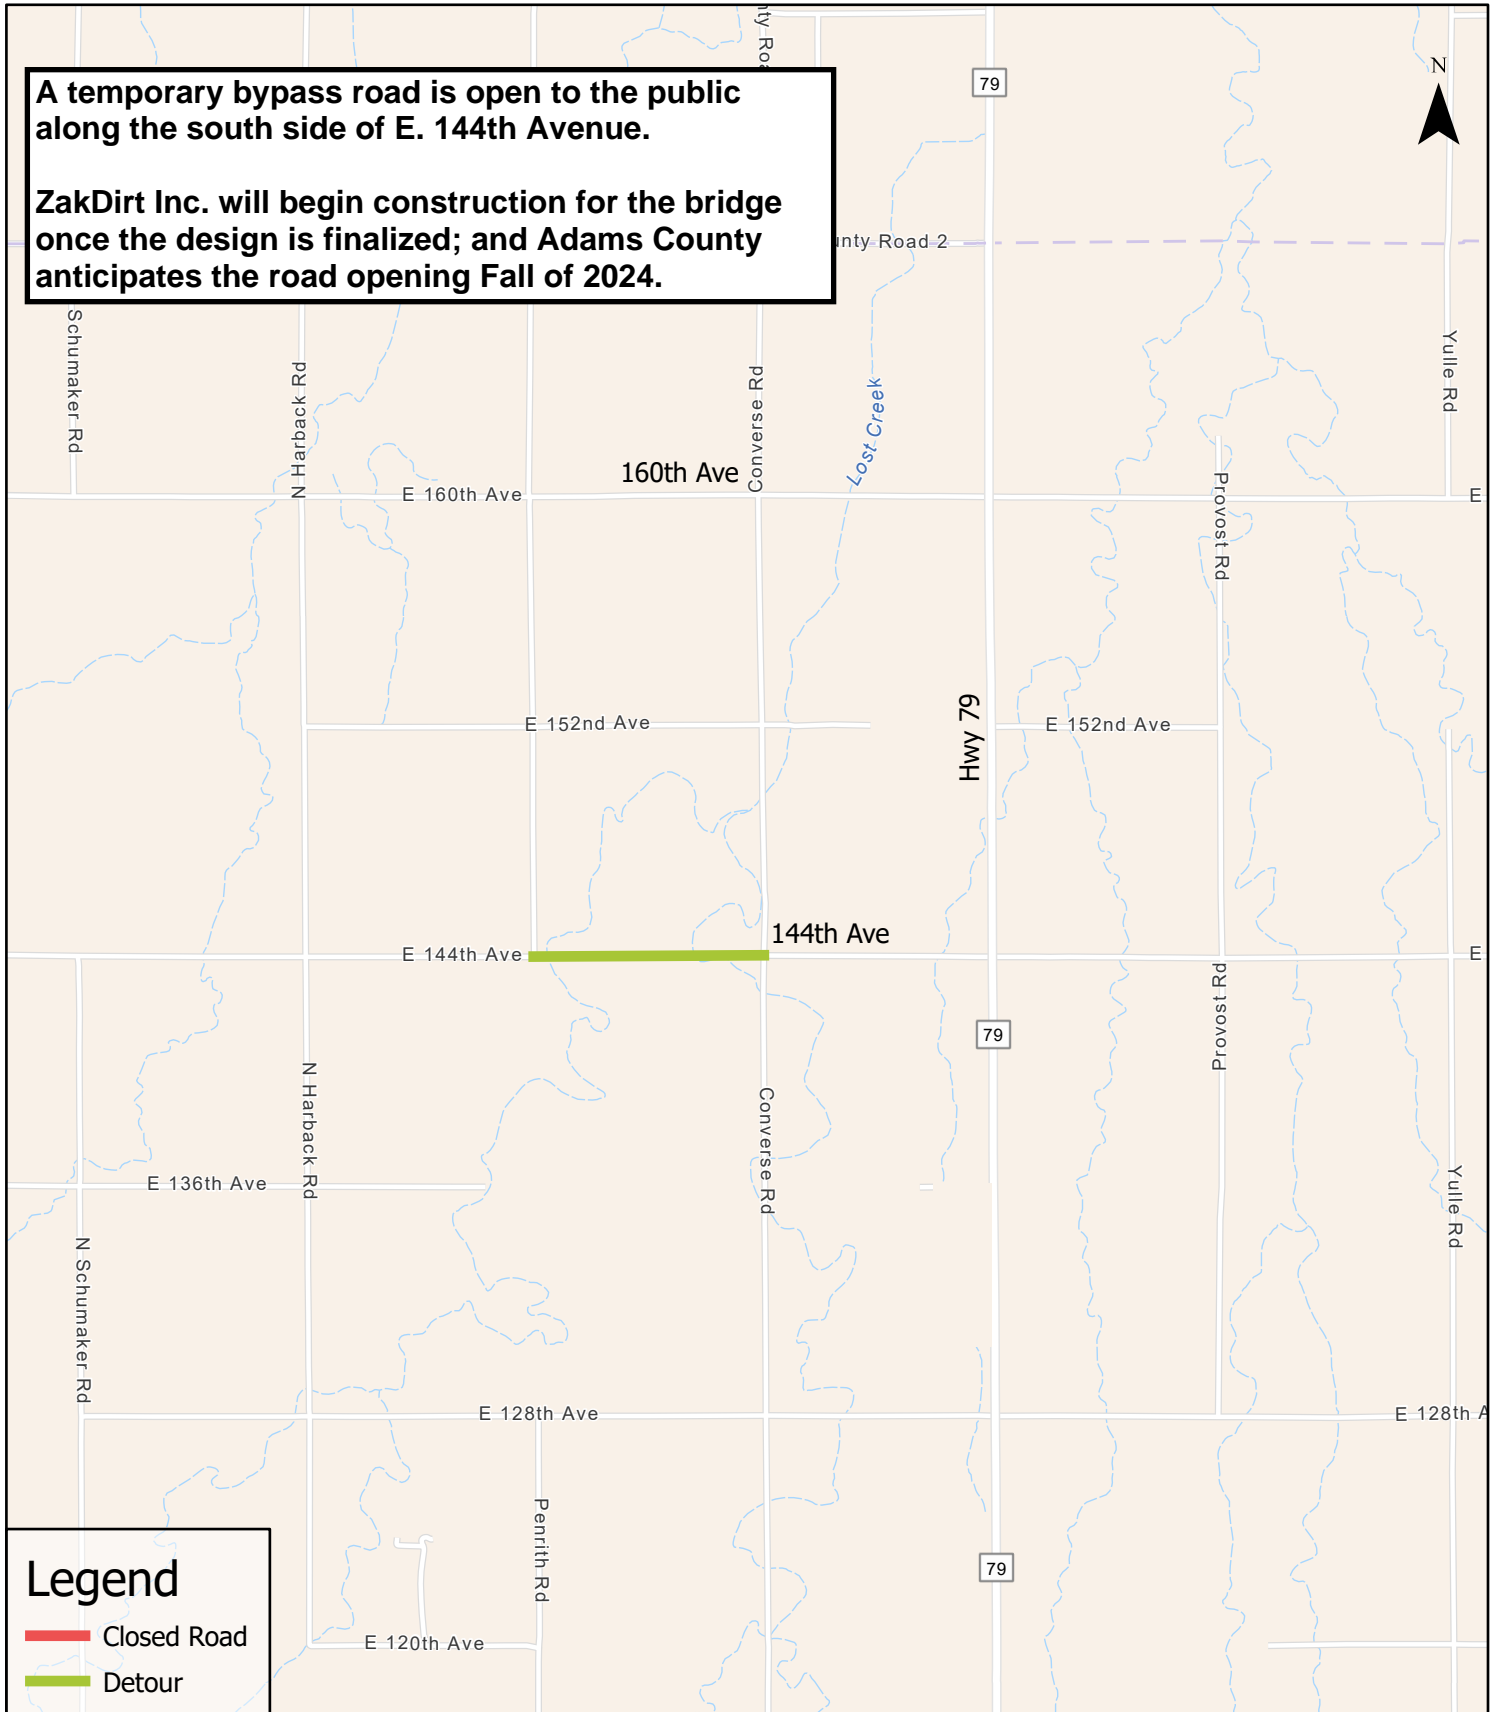 A temporary bypass road is open to the public
along the south side of E. 144th Avenue.
ZakDirt Inc. will begin construction for the bridge
once the design is finalized; and Adams County
anticipates the road opening Fall of 2024.
N
79
unty Road 2
nty Roa
Schumaker Rd
N Harback Rd
Converse Rd
Lost Creek
Yulle Rd
160th Ave
E 160th Ave
E
Provost Rd
E 152nd Ave
Hwy 79
E 152nd Ave
144th Ave
E 144th Ave
E
79
Provost Rd
N Harback Rd
Converse Rd
E 136th Ave
Yulle Rd
N Schumaker Rd
E 128th Ave
E 128th A
Penrith Rd
79
E 120th Ave
Legend
Closed Road
Detour